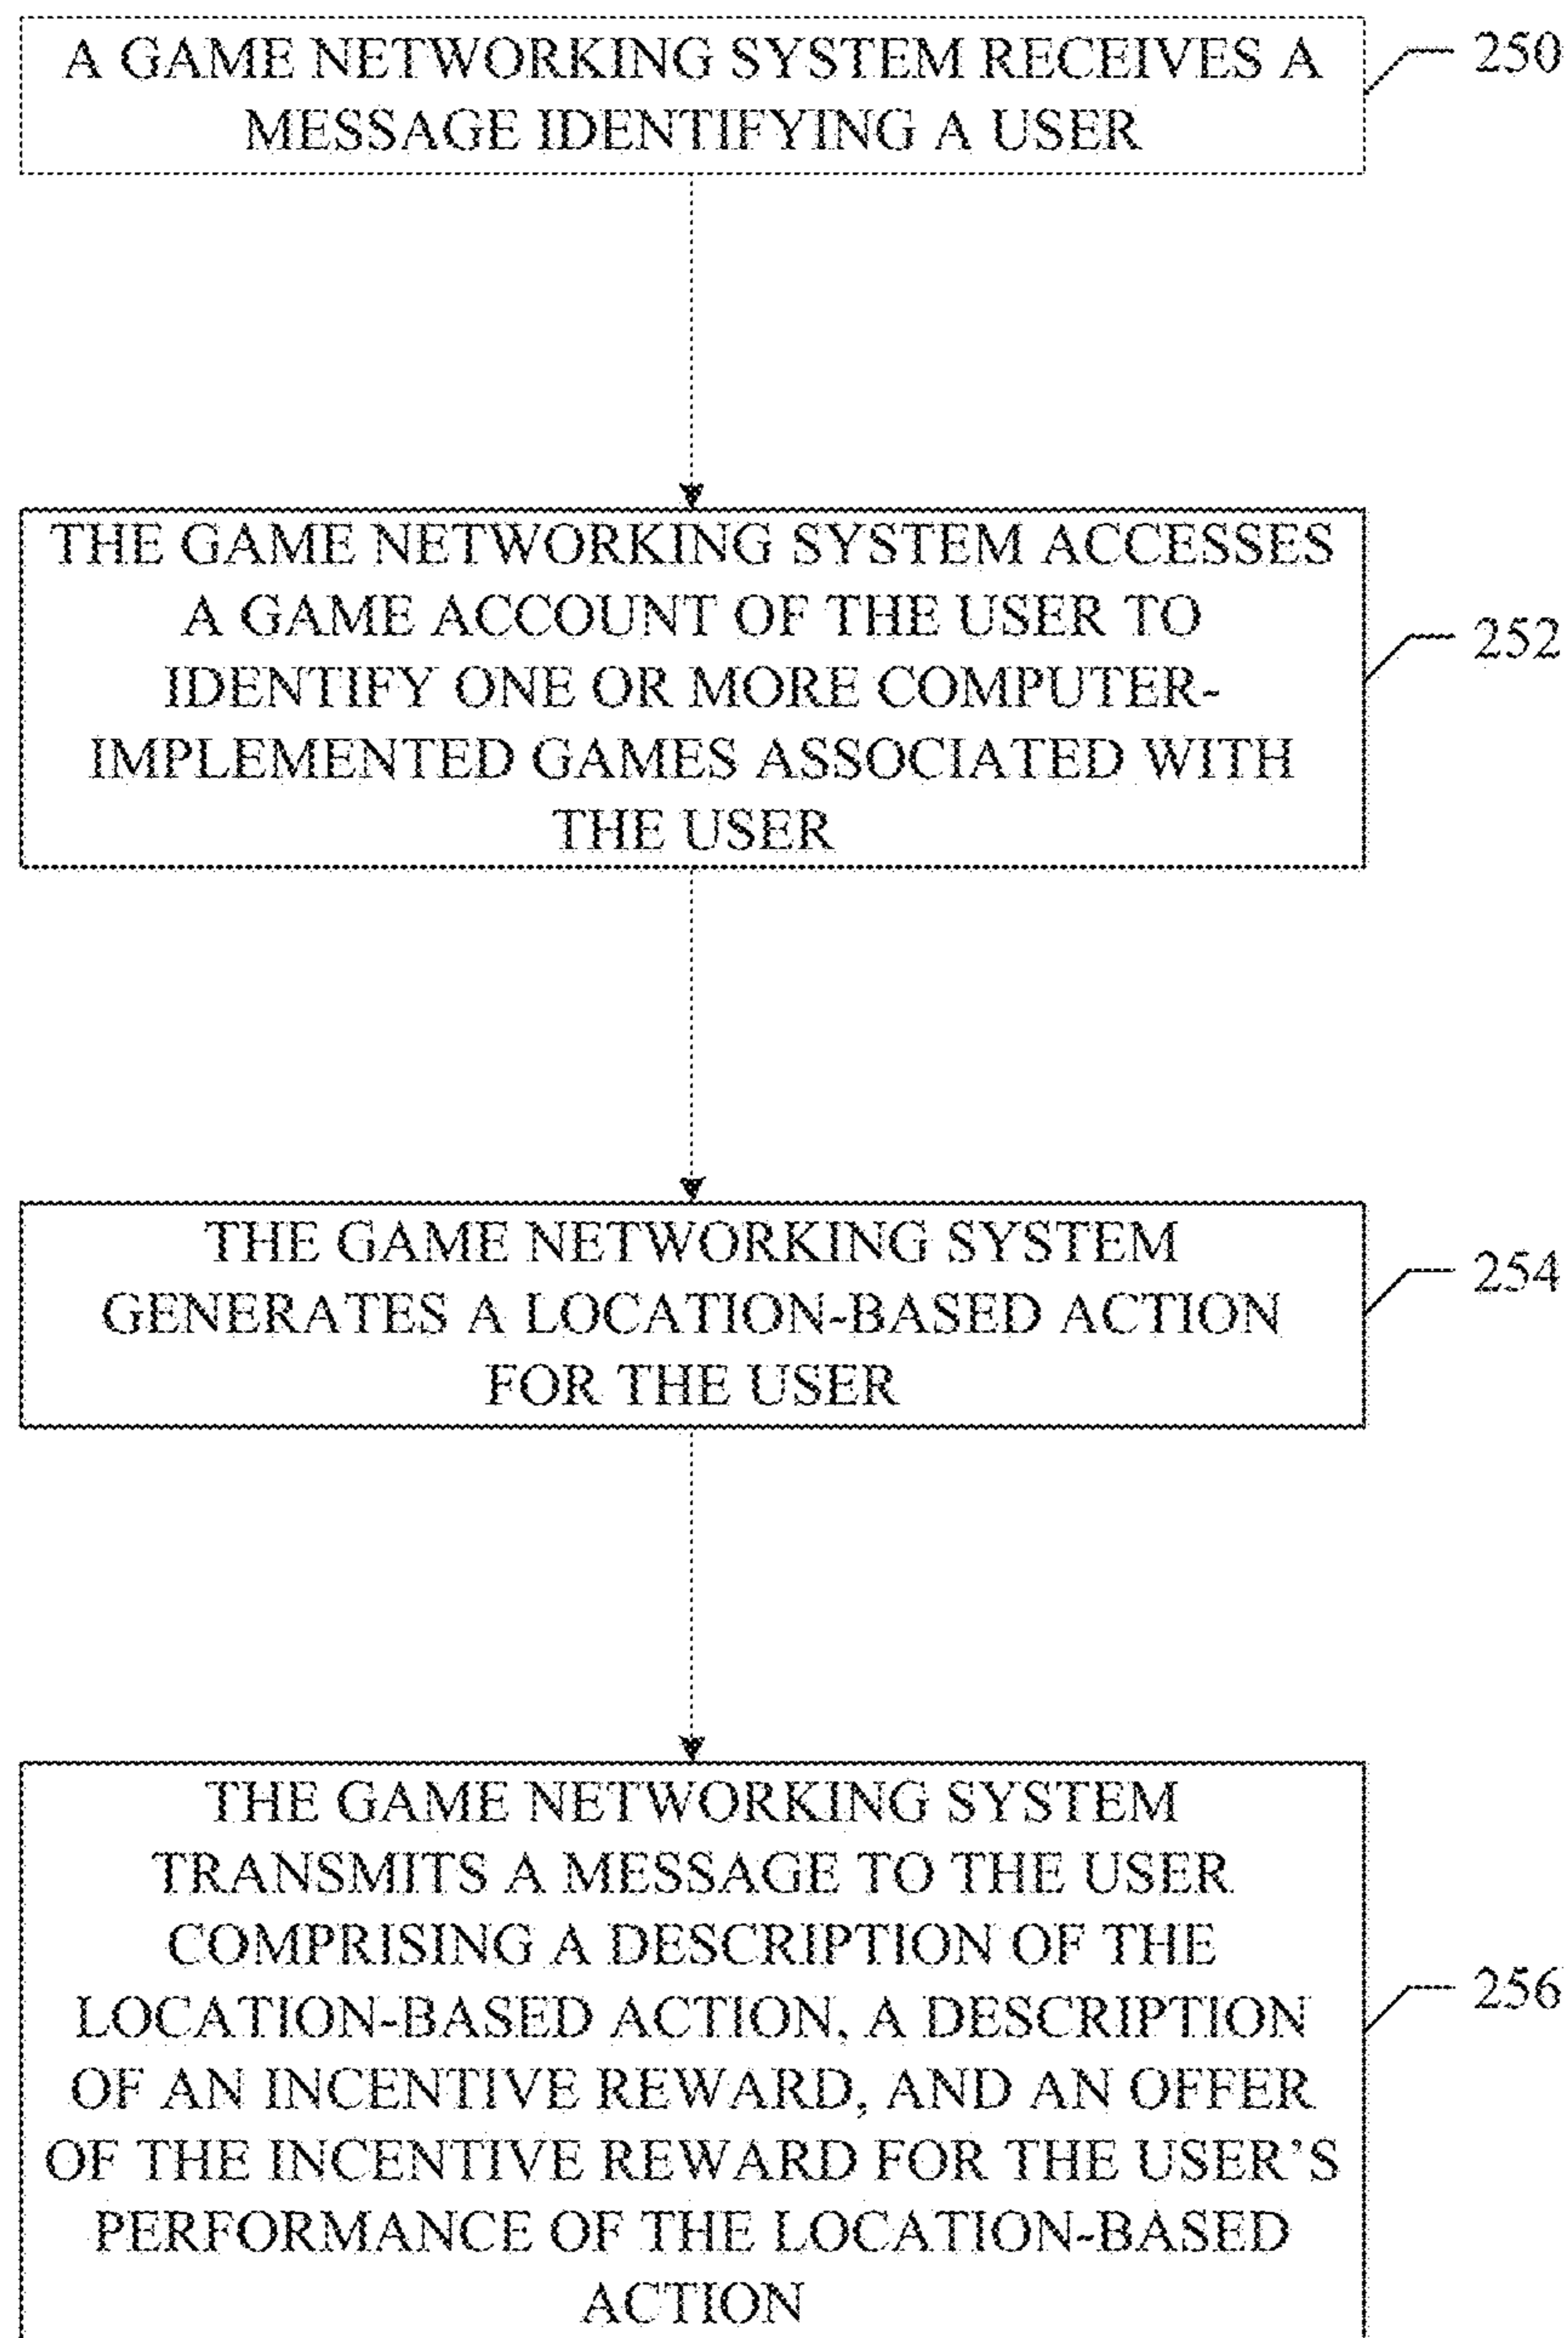 A GAME NETWORKING SYSTEM RECEIVES A
MESSAGE IDENTIFYING A USER
250
THE GAME NETWORKING SYSTEM ACCESSES
A GAME ACCOUNT OF THE USER TO
IDENTIFY ONE OR MORE COMPUTER-
IMPLEMENTED GAMES ASSOCIATED WITH
THE USER
252
THE GAME NETWORKING SYSTEM
GENERATES A LOCATION-BASED ACTION
FOR THE USER
254
THE GAME NETWORKING SYSTEM
TRANSMITS A MESSAGE TO THE USER
COMPRISING A DESCRIPTION OF THE
LOCATION-BASED ACTION, A DESCRIPTION
OF AN INCENTIVE REWARD, AND AN OFFER
OF THE INCENTIVE REWARD FOR THE USER’S
PERFORMANCE OF THE LOCATION-BASED
ACTION
256